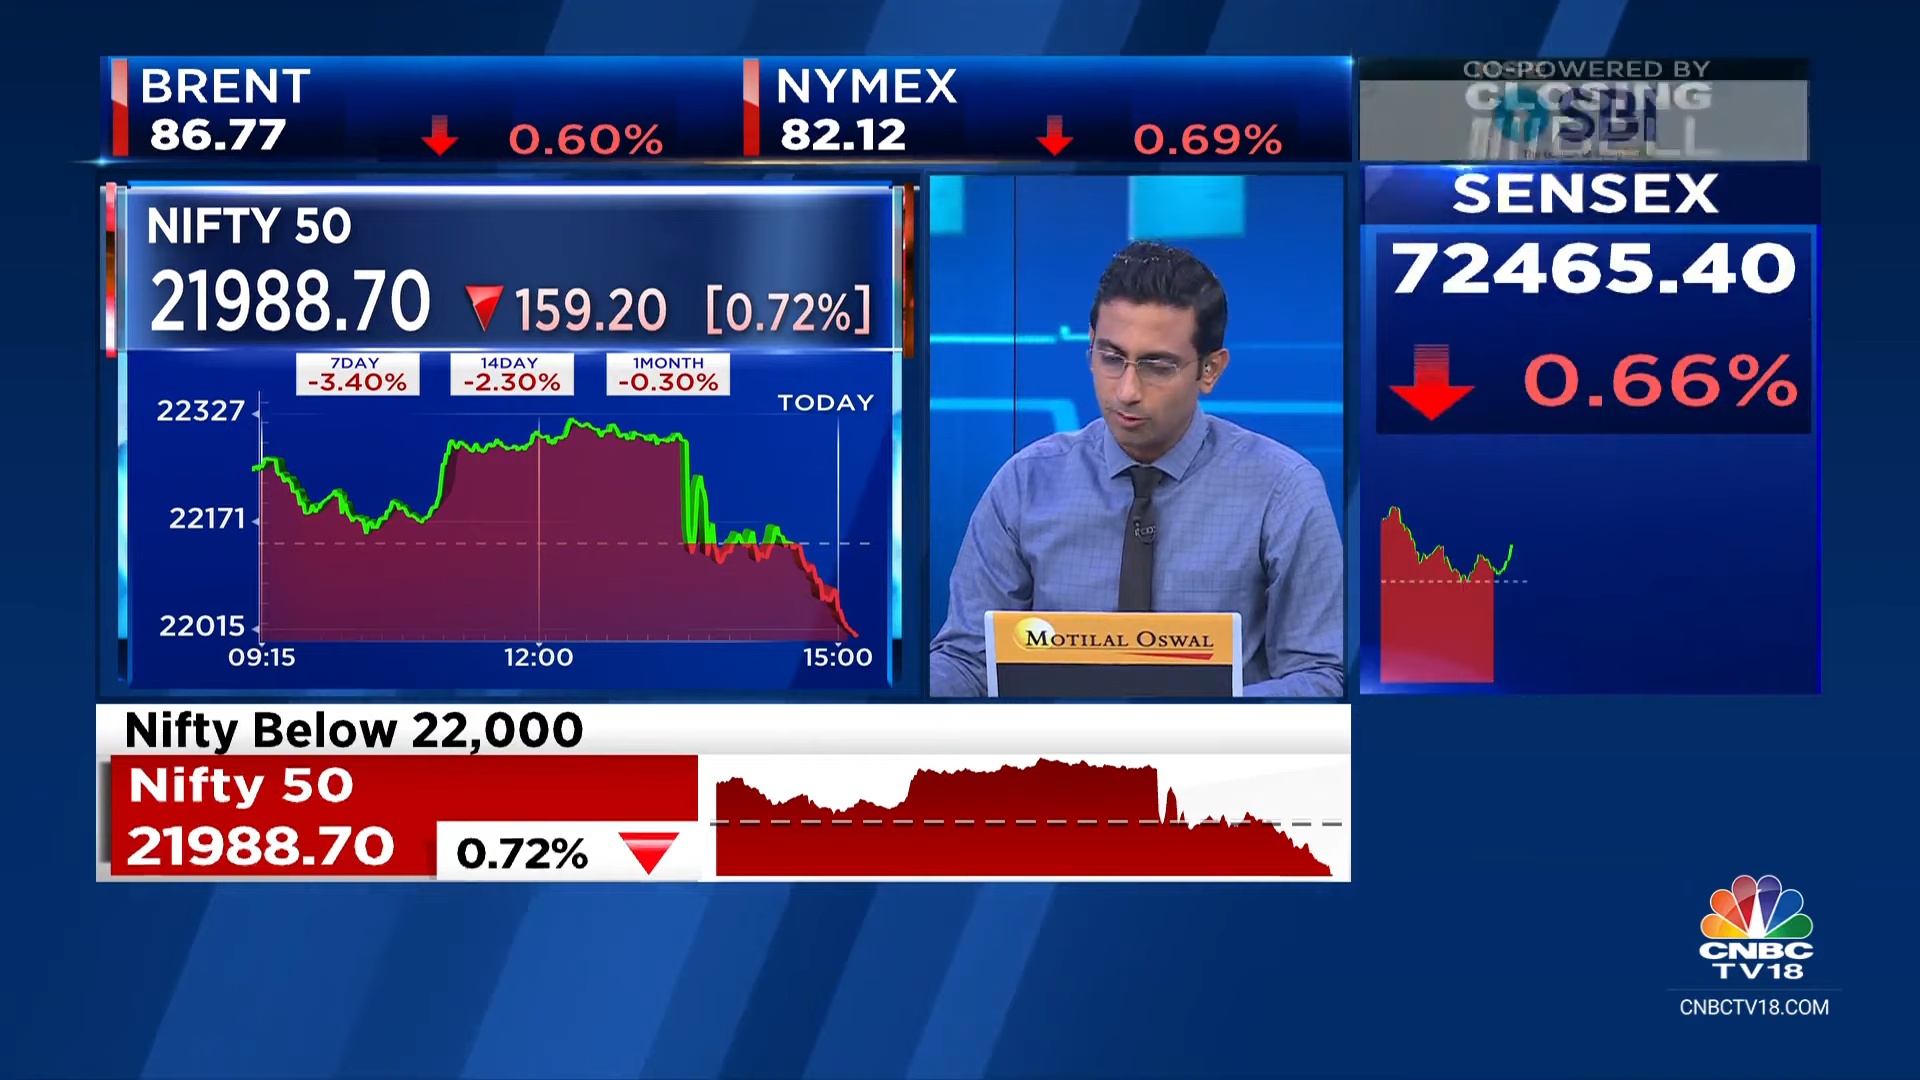 BRENT
86.77 0.60%
NYMEX
82.12 0.69%
CO-POWERED BY
CLOSING
SBI
BELL
NIFTY 50
21988.70 159.20 [0.72%]
7DAY
-3.40%
14DAY
-2.30%
1MONTH
-0.30%
TODAY
22327
22171
22015
09:15 12:00 15:00
MOTILAL OSWAL
SENSEX
72465.40
0.66%
Nifty Below 22,000
Nifty 50
21988.70
0.72%
CNBC
TV18
CNBCTV18.COM